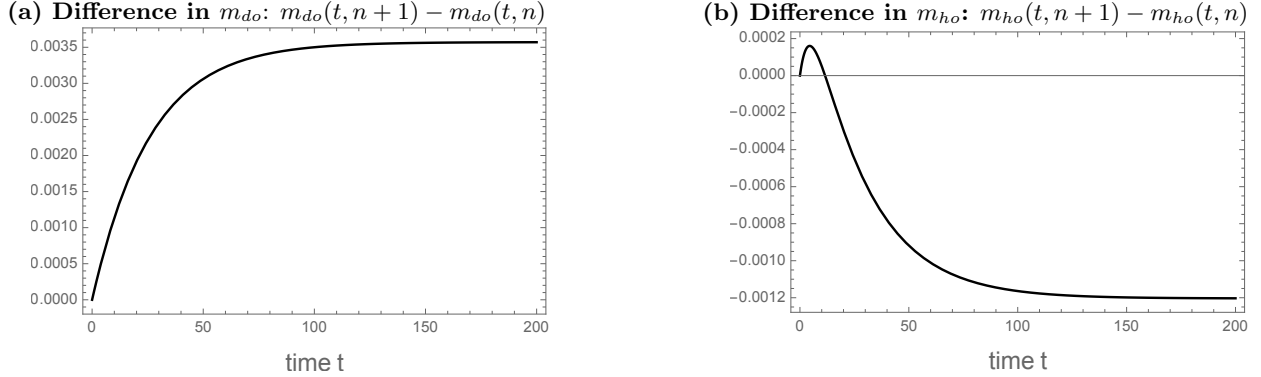 (a) Difference in m_do: m_do(t, n + 1) − m_do(t, n)
0.0035
0.0030
0.0025
0.0020
0.0015
0.0010
0.0005
0.0000
0 50 100 150 200
time t
(b) Difference in m_ho: m_ho(t, n + 1) − m_ho(t, n)
0.0002
0.0000
−0.0002
−0.0004
−0.0006
−0.0008
−0.0010
−0.0012
0 50 100 150 200
time t